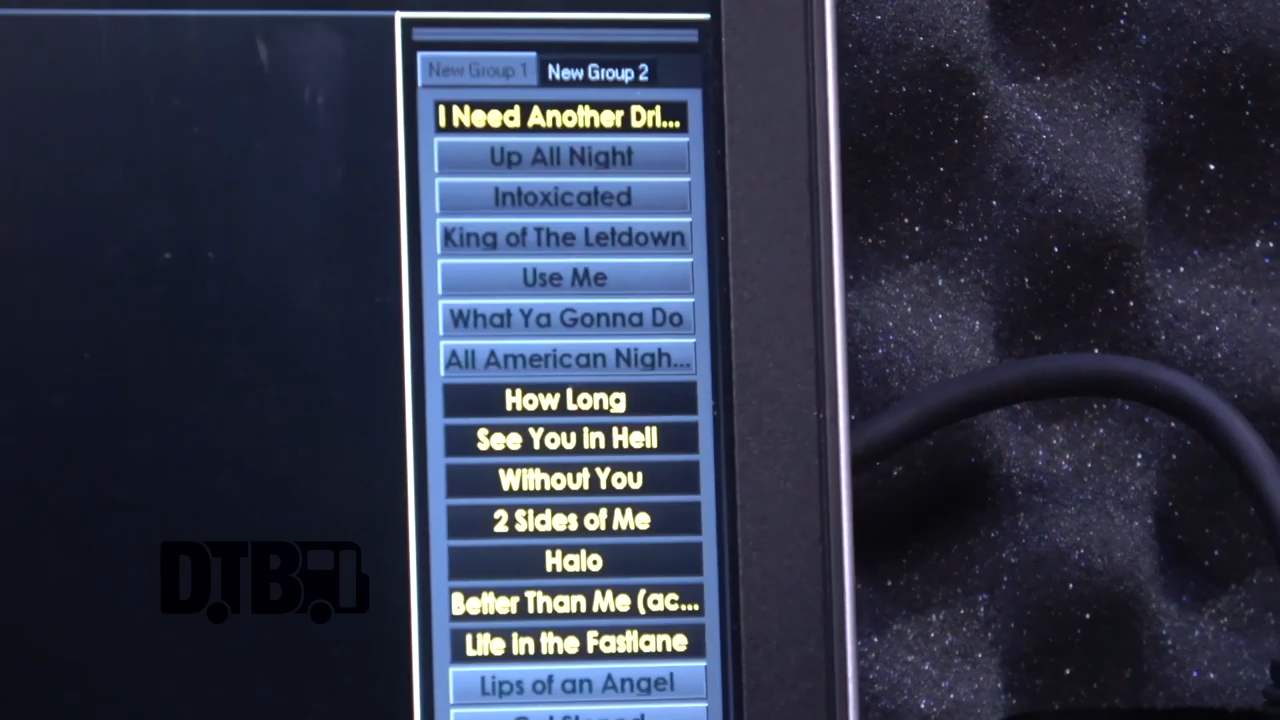 New Group 1 New Group 2
I Need Another Dri...
Up All Night
Intoxicated
King of The Letdown
Use Me
What Ya Gonna Do
All American Nigh...
How Long
See You in Hell
Without You
2 Sides of Me
Halo
Better Than Me (ac...
Life in the Fastlane
Lips of an Angel
DTB